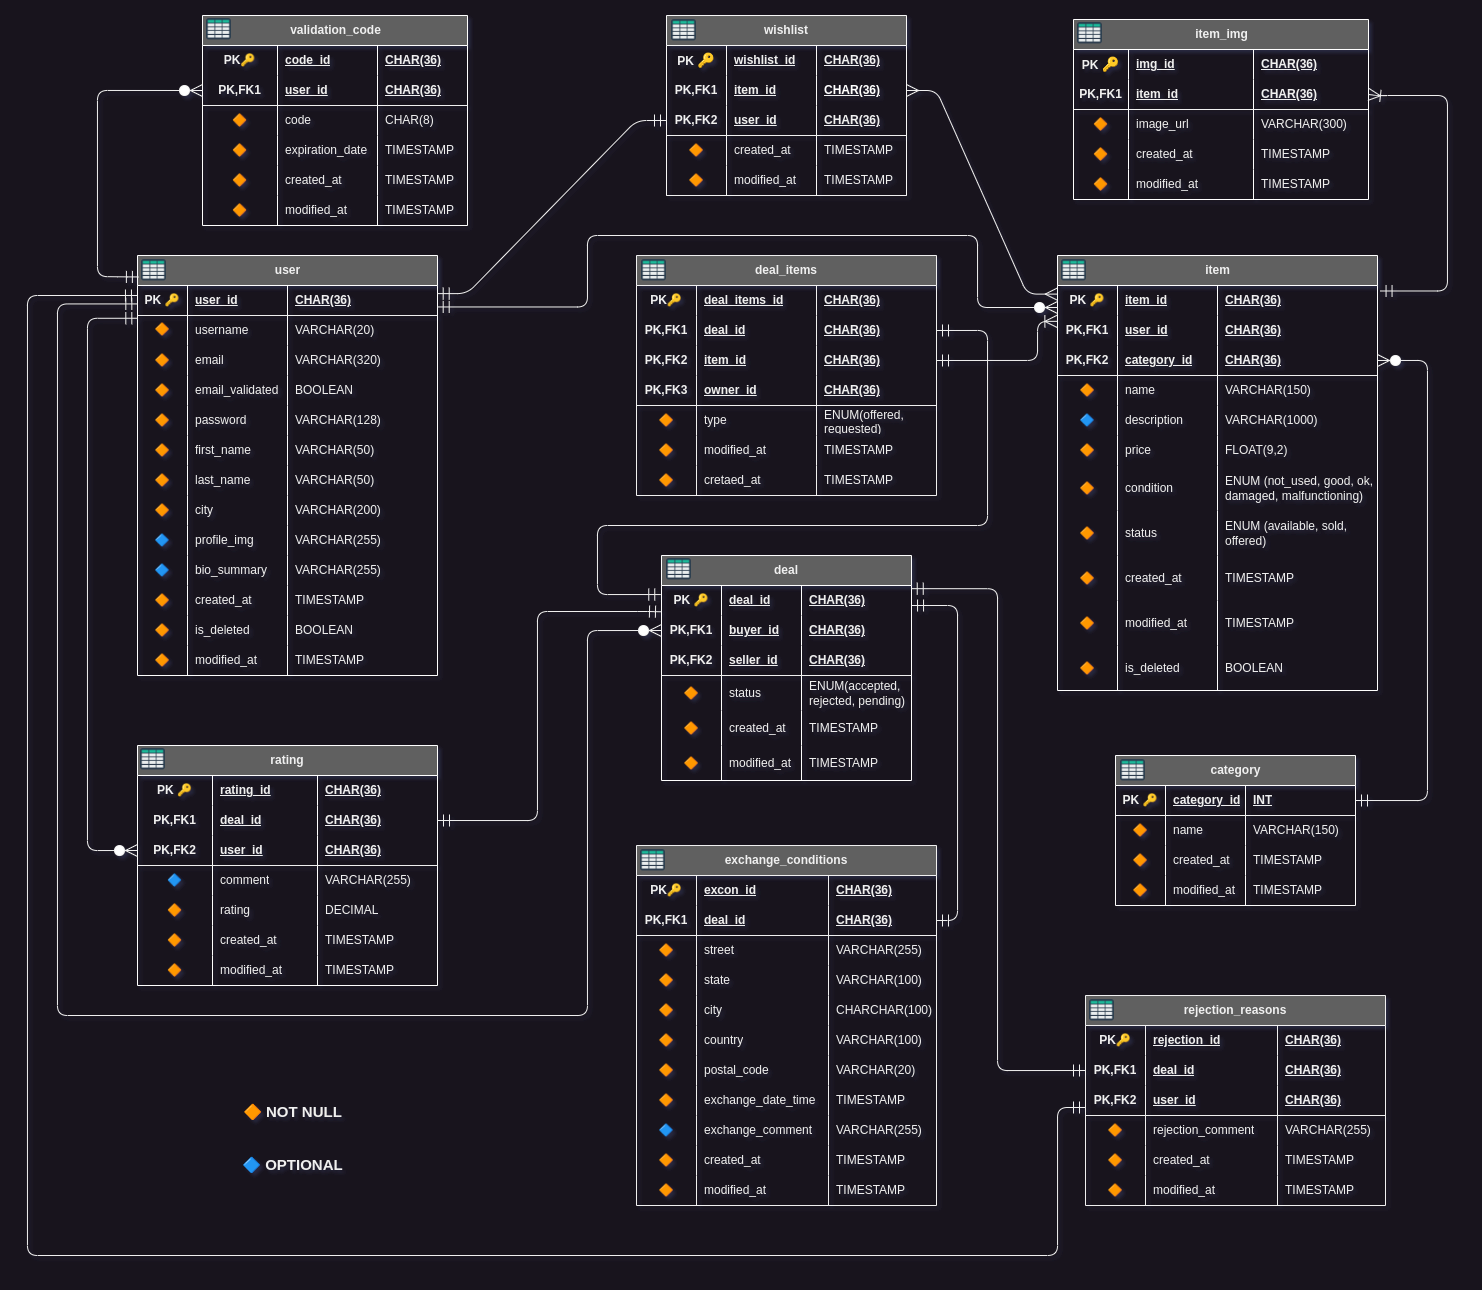 validation_code
PK🔑 code_id CHAR(36)
PK,FK1 user_id CHAR(36)
code CHAR(8)
expiration_date TIMESTAMP
created_at TIMESTAMP
modified_at TIMESTAMP
wishlist
PK 🔑 wishlist_id CHAR(36)
PK,FK1 item_id CHAR(36)
PK,FK2 user_id CHAR(36)
created_at TIMESTAMP
modified_at TIMESTAMP
item_img
PK 🔑 img_id CHAR(36)
PK,FK1 item_id CHAR(36)
image_url VARCHAR(300)
created_at TIMESTAMP
modified_at TIMESTAMP
user
PK 🔑 user_id CHAR(36)
username VARCHAR(20)
email VARCHAR(320)
email_validated BOOLEAN
password VARCHAR(128)
first_name VARCHAR(50)
last_name VARCHAR(50)
city VARCHAR(200)
profile_img VARCHAR(255)
bio_summary VARCHAR(255)
created_at TIMESTAMP
is_deleted BOOLEAN
modified_at TIMESTAMP
deal_items
PK🔑 deal_items_id CHAR(36)
PK,FK1 deal_id CHAR(36)
PK,FK2 item_id CHAR(36)
PK,FK3 owner_id CHAR(36)
type ENUM(offered,
requested)
modified_at TIMESTAMP
cretaed_at TIMESTAMP
item
PK 🔑 item_id CHAR(36)
PK,FK1 user_id CHAR(36)
PK,FK2 category_id CHAR(36)
name VARCHAR(150)
description VARCHAR(1000)
price FLOAT(9,2)
condition ENUM (not_used, good, ok,
damaged, malfunctioning)
status ENUM (available, sold,
offered)
created_at TIMESTAMP
modified_at TIMESTAMP
is_deleted BOOLEAN
deal
PK 🔑 deal_id CHAR(36)
PK,FK1 buyer_id CHAR(36)
PK,FK2 seller_id CHAR(36)
status ENUM(accepted,
rejected, pending)
created_at TIMESTAMP
modified_at TIMESTAMP
rating
PK 🔑 rating_id CHAR(36)
PK,FK1 deal_id CHAR(36)
PK,FK2 user_id CHAR(36)
comment VARCHAR(255)
rating DECIMAL
created_at TIMESTAMP
modified_at TIMESTAMP
category
PK 🔑 category_id INT
name VARCHAR(150)
created_at TIMESTAMP
modified_at TIMESTAMP
exchange_conditions
PK🔑 excon_id CHAR(36)
PK,FK1 deal_id CHAR(36)
street VARCHAR(255)
state VARCHAR(100)
city CHARCHAR(100)
country VARCHAR(100)
postal_code VARCHAR(20)
exchange_date_time TIMESTAMP
exchange_comment VARCHAR(255)
created_at TIMESTAMP
modified_at TIMESTAMP
rejection_reasons
PK🔑 rejection_id CHAR(36)
PK,FK1 deal_id CHAR(36)
PK,FK2 user_id CHAR(36)
rejection_comment VARCHAR(255)
created_at TIMESTAMP
modified_at TIMESTAMP
🔶 NOT NULL
🔷 OPTIONAL